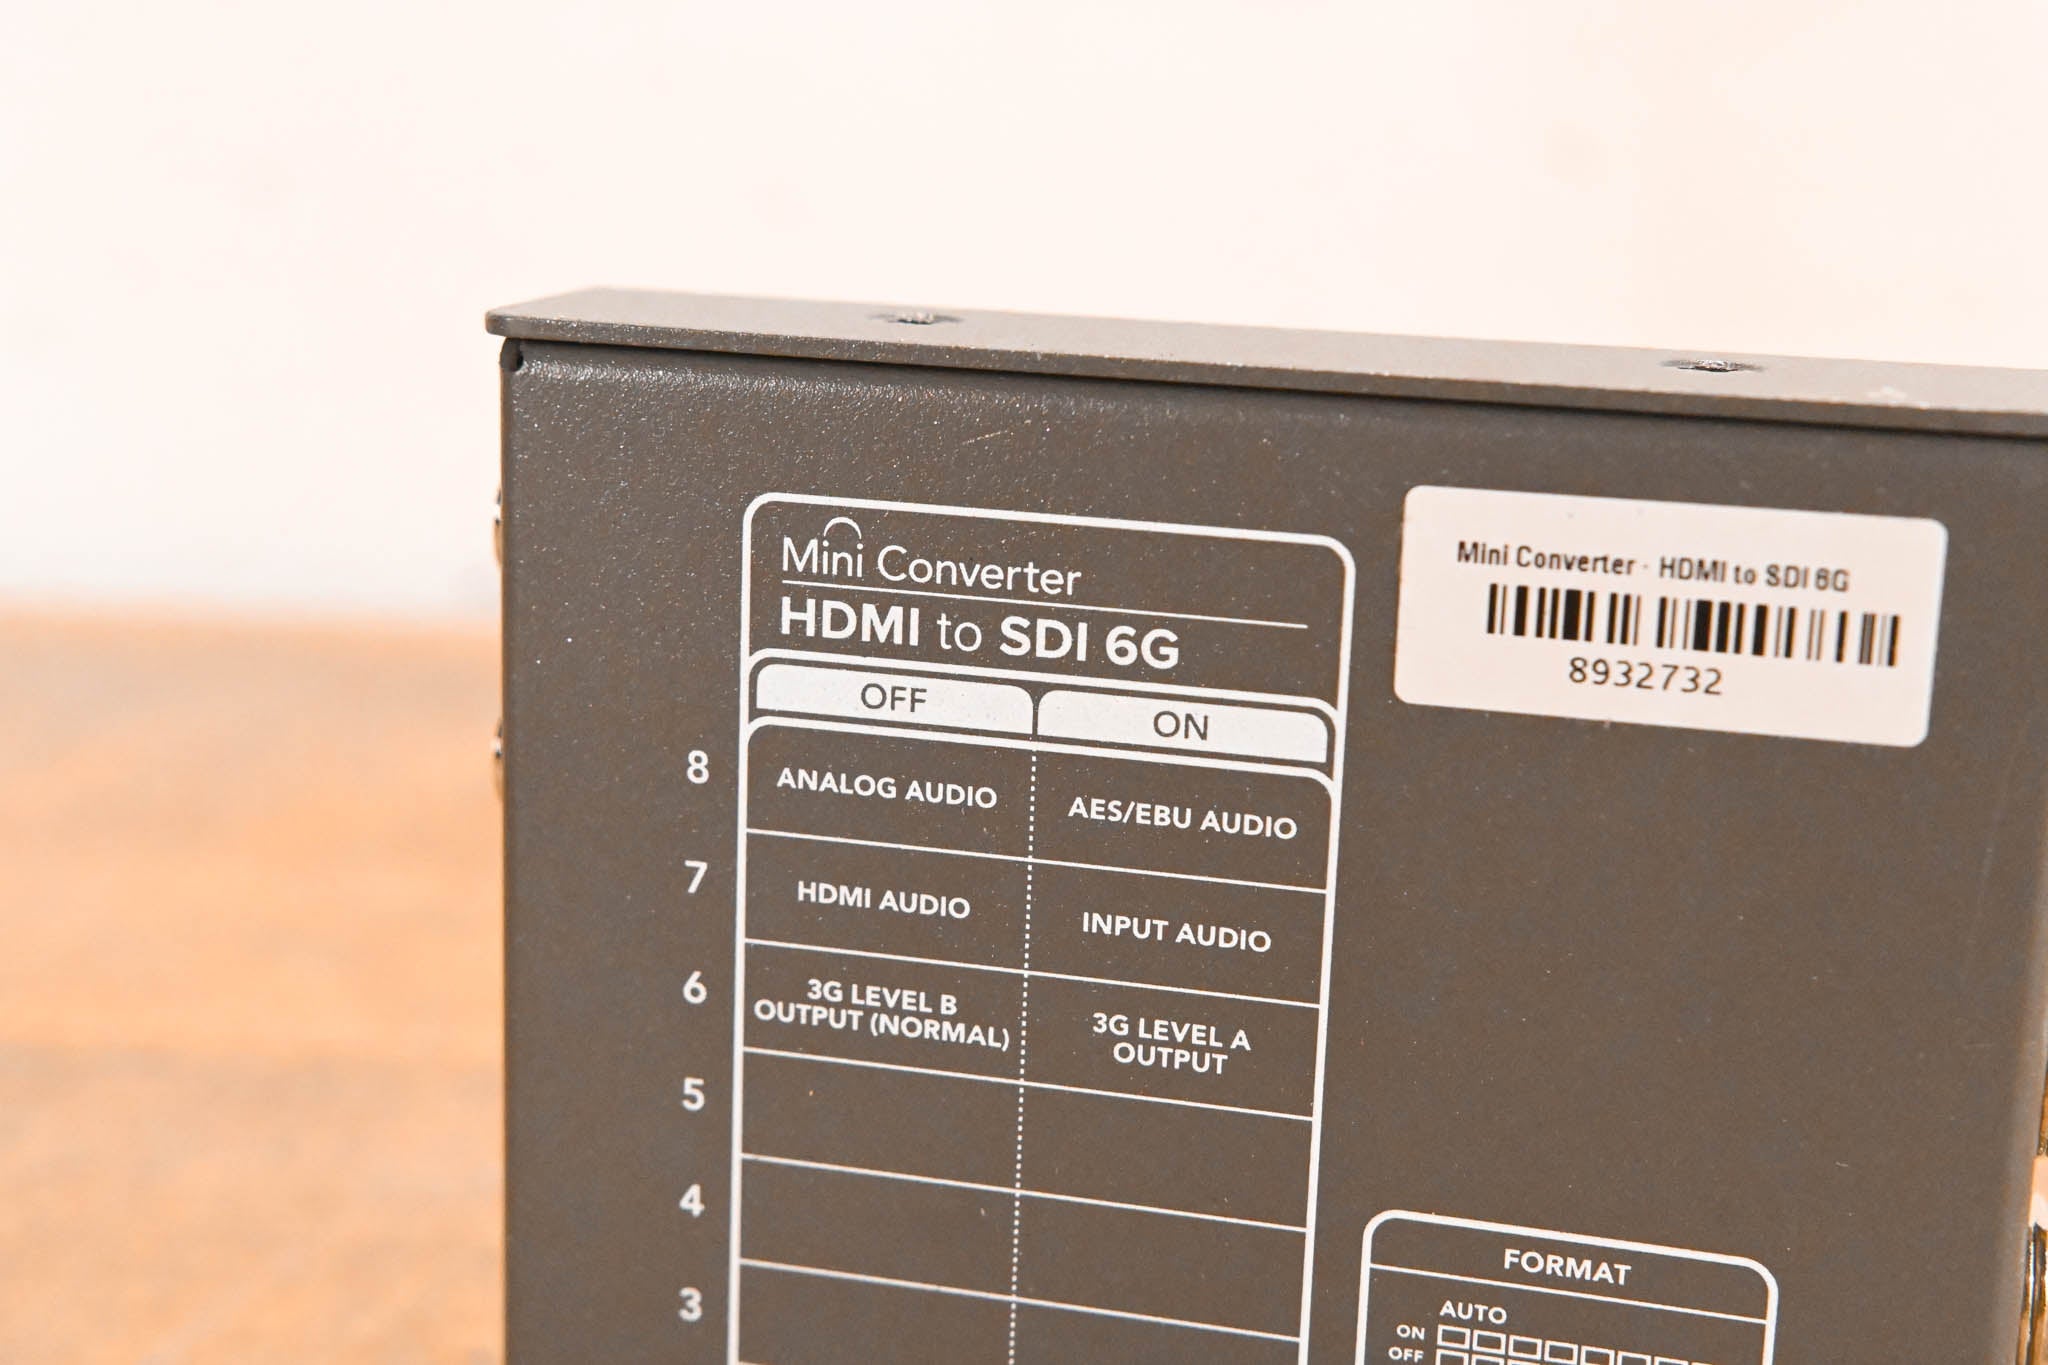 Mini Converter
HDMI to SDI 6G
OFF ON
8 ANALOG AUDIO AES/EBU AUDIO
7 HDMI AUDIO INPUT AUDIO
6 3G LEVEL B OUTPUT (NORMAL) 3G LEVEL A OUTPUT
5
4
3
Mini Converter - HDMI to SDI 6G
8932732
FORMAT
AUTO
ON
OFF